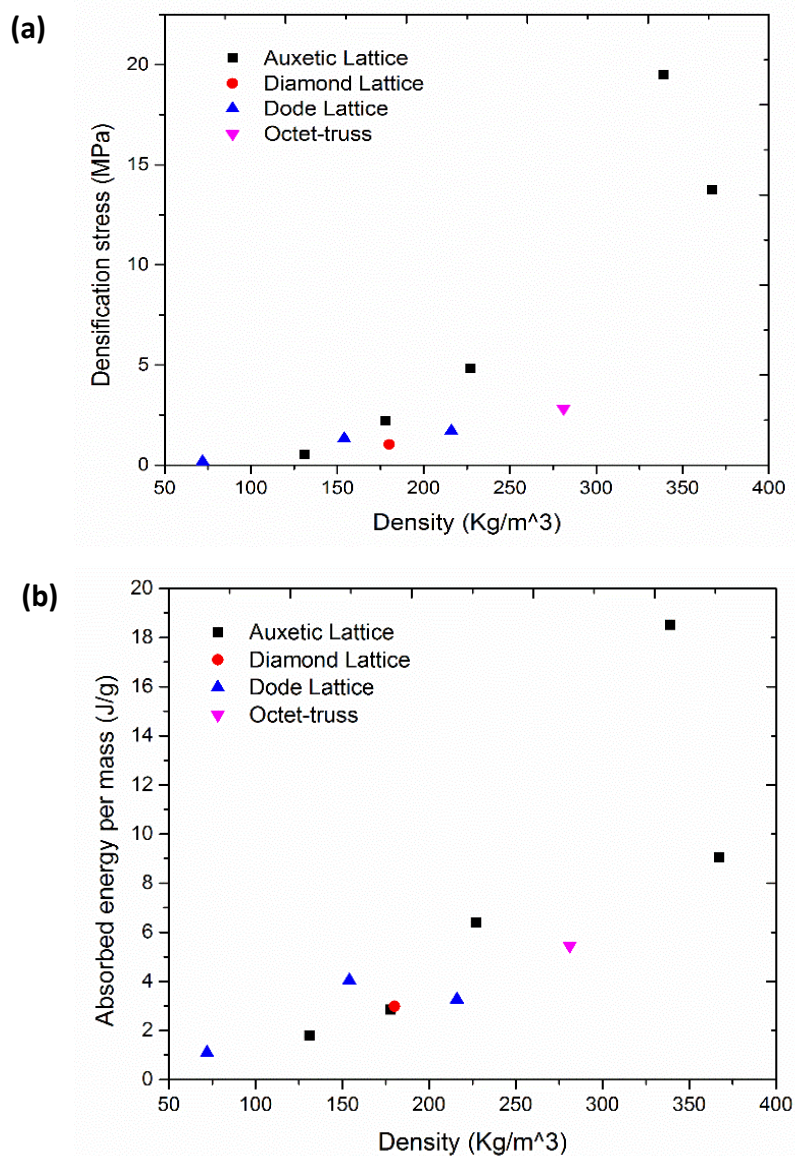 (a)
Auxetic Lattice
Diamond Lattice
Dode Lattice
Octet-truss
Densification stress (MPa)
20
15
10
5
0
50 100 150 200 250 300 350 400
Density (Kg/m^3)
(b)
Auxetic Lattice
Diamond Lattice
Dode Lattice
Octet-truss
Absorbed energy per mass (J/g)
20
18
16
14
12
10
8
6
4
2
0
50 100 150 200 250 300 350 400
Density (Kg/m^3)